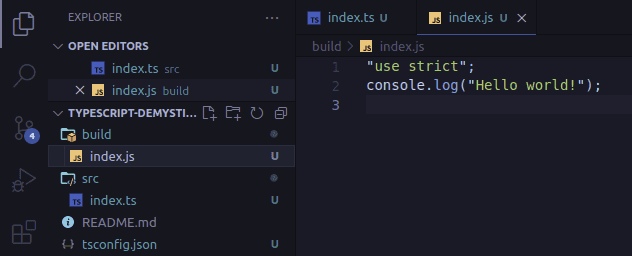 EXPLORER
OPEN EDITORS
TS index.ts src U
JS index.js build U
TYPESCRIPT-DEMYSTI...
build
JS index.js U
src
TS index.ts U
README.md
{} tsconfig.json U
4
TS index.ts U JS index.js U
build > JS index.js
1 "use strict";
2 console.log("Hello world!");
3